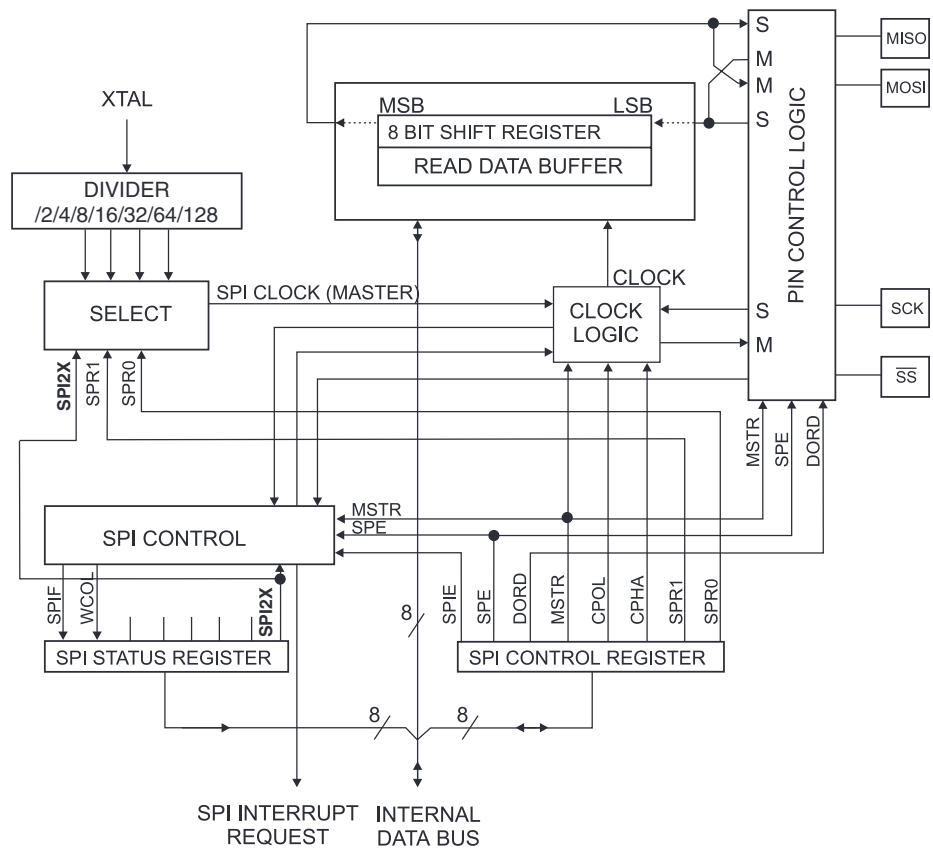 S
MISO
M
M
MOSI
XTAL
MSB
LSB
S
8 BIT SHIFT REGISTER
READ DATA BUFFER
DIVIDER
/2/4/8/16/32/64/128
PIN CONTROL LOGIC
CLOCK
SPI CLOCK (MASTER)
SELECT
CLOCK
LOGIC
S
SCK
M
SPI2X
SPR1
SPR0
SS
MSTR
SPE
DORD
MSTR
SPE
SPI CONTROL
SPIF
WCOL
SPI2X
8
SPIE
SPE
DORD
MSTR
CPOL
CPHA
SPR1
SPR0
SPI STATUS REGISTER
SPI CONTROL REGISTER
8
8
SPI INTERRUPT
REQUEST
INTERNAL
DATA BUS